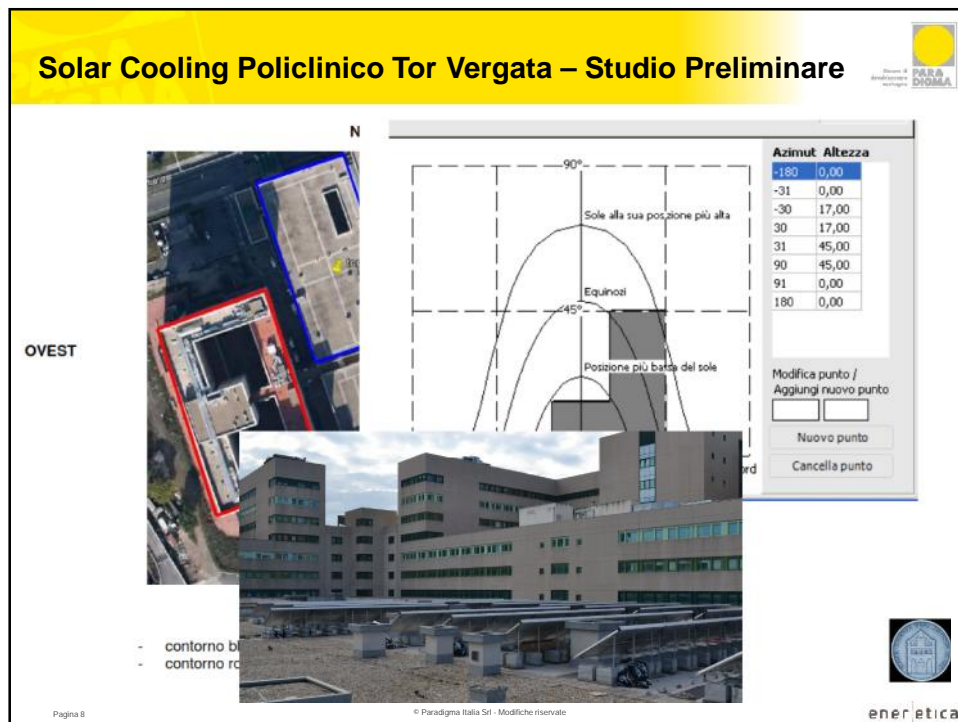 Solar Cooling Policlinico Tor Vergata – Studio Preliminare
PARA
DIGMA
N
OVEST
90°
Sole alla sua posizione più alta
Equinozi
45°
Posizione più bassa del sole
ord
Azimut Altezza
-180 0,00
-31 0,00
-30 17,00
30 17,00
31 45,00
90 45,00
91 0,00
180 0,00
Modifica punto /
Aggiungi nuovo punto
Nuovo punto
Cancella punto
- contorno bl
- contorno ro
Pagina 8
© Paradigma Italia Srl - Modifiche riservate
ener|etica